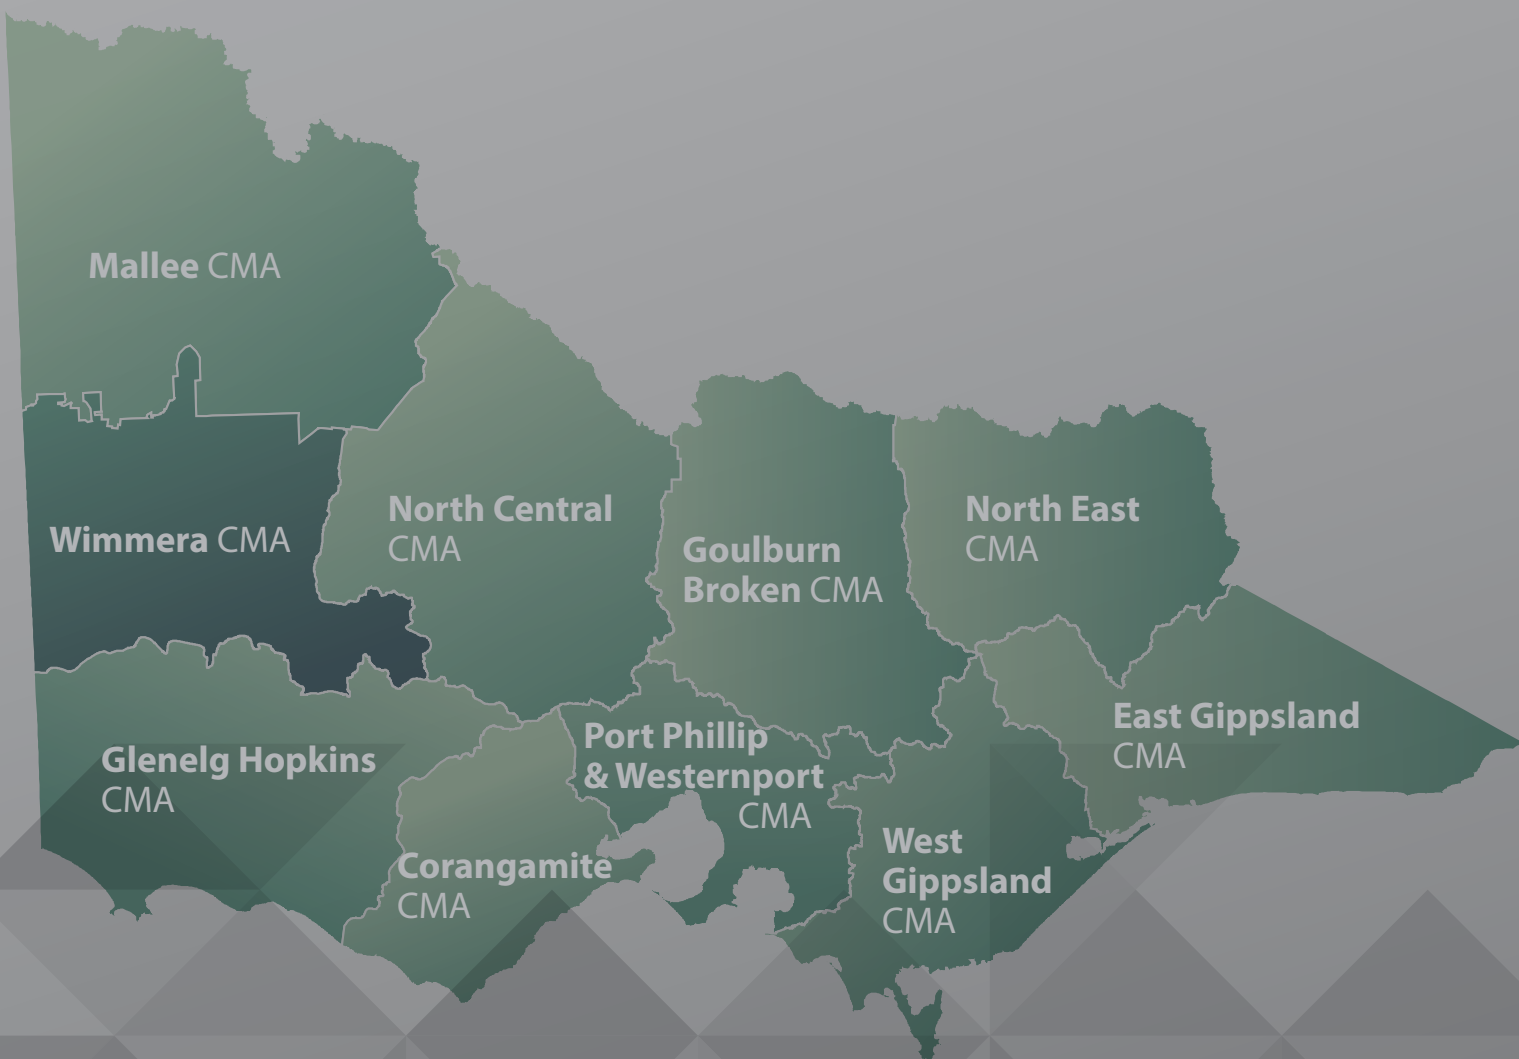 Mallee CMA
Wimmera CMA
North Central
CMA
Goulburn
Broken CMA
North East
CMA
East Gippsland
CMA
Glenelg Hopkins
CMA
Port Phillip
& Westernport
CMA
Corangamite
CMA
West
Gippsland
CMA